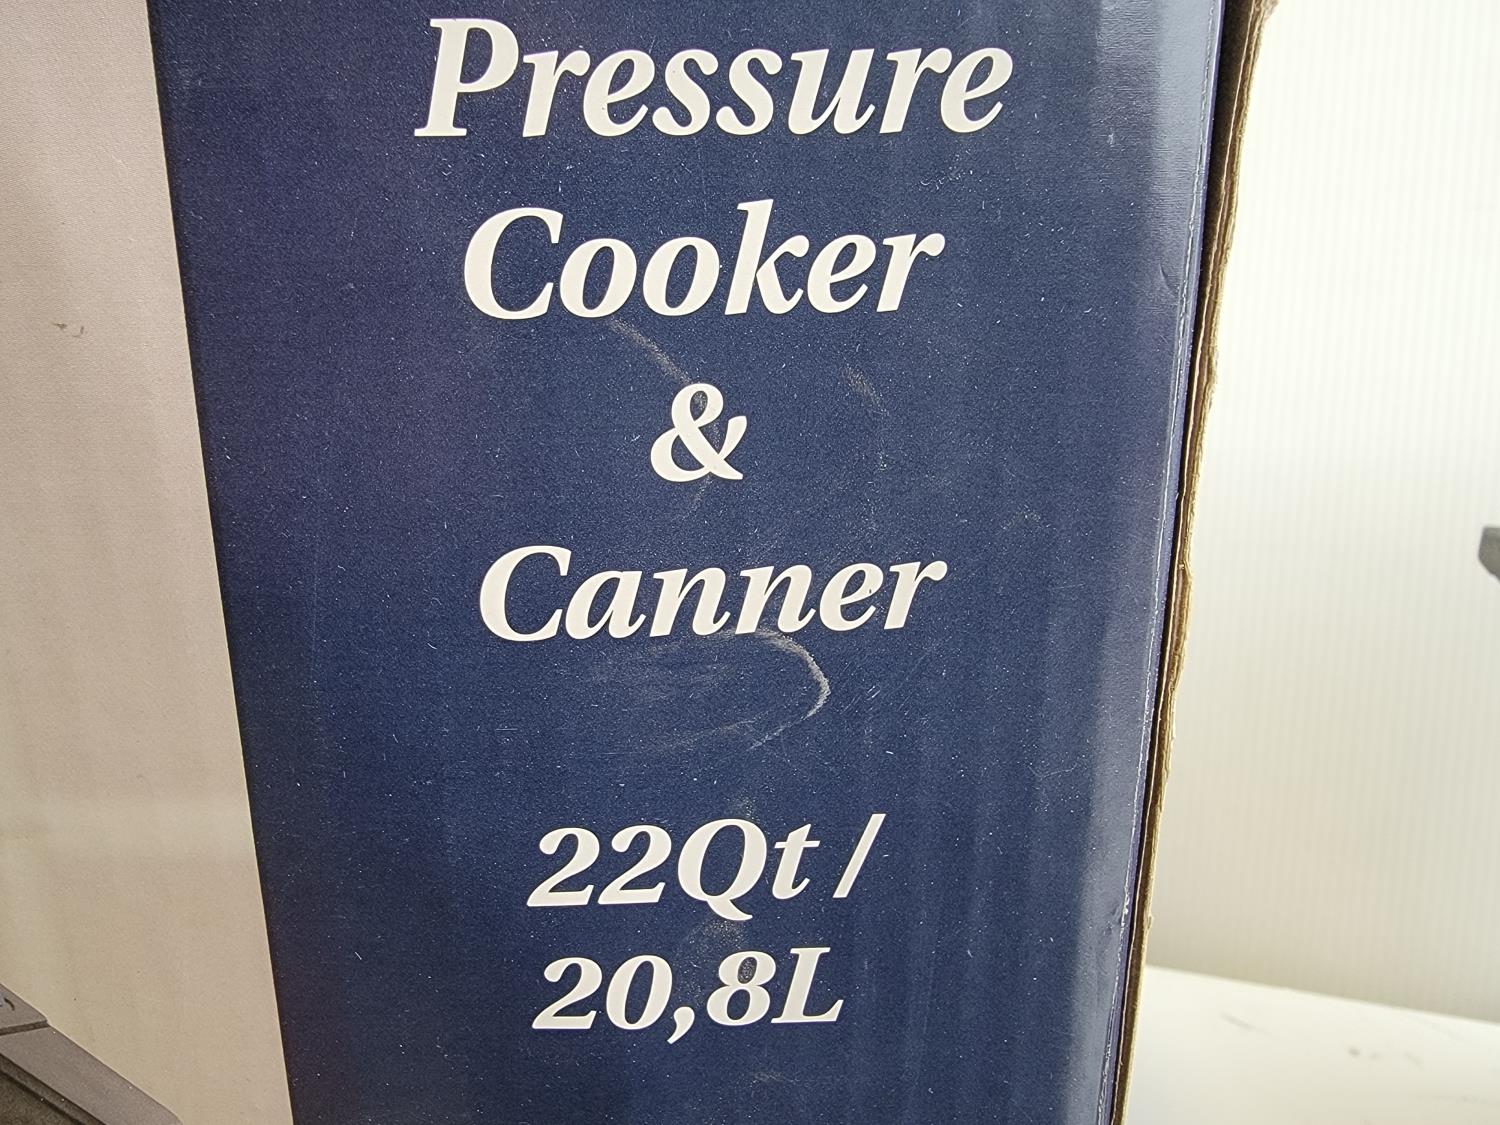 Pressure
Cooker
&
Canner
22Qt /
20,8L